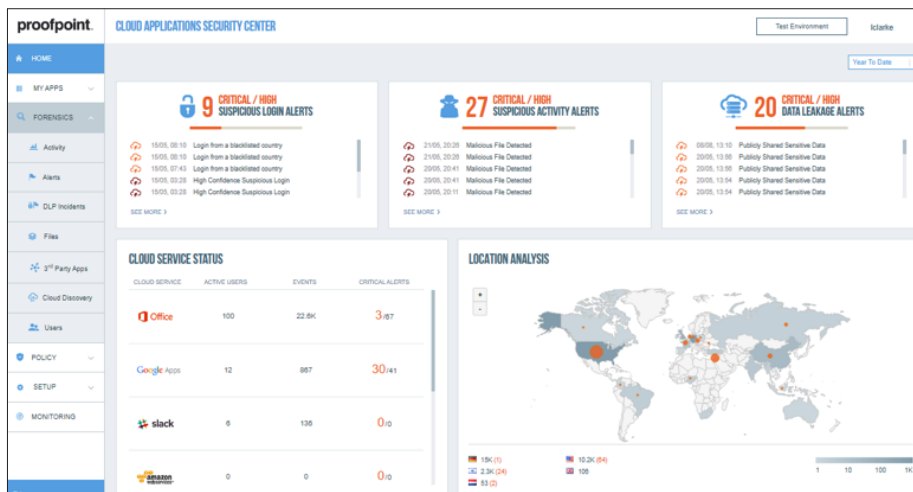 proofpoint.
CLOUD APPLICATIONS SECURITY CENTER
Test Environment
lclarke
Year To Date
HOME
MY APPS
FORENSICS
Activity
Alerts
DLP Incidents
Files
3rd Party Apps
Cloud Discovery
Users
POLICY
SETUP
MONITORING
9 CRITICAL / HIGH
SUSPICIOUS LOGIN ALERTS
15/05, 08:10 Login from a blacklisted country
15/05, 08:10 Login from a blacklisted country
15/05, 07:43 Login from a blacklisted country
15/05, 03:28 High Confidence Suspicious Login
15/05, 03:28 High Confidence Suspicious Login
SEE MORE >
27 CRITICAL / HIGH
SUSPICIOUS ACTIVITY ALERTS
21/05, 20:26 Malicious File Detected
21/05, 20:26 Malicious File Detected
20/05, 20:41 Malicious File Detected
20/05, 20:41 Malicious File Detected
20/05, 20:11 Malicious File Detected
SEE MORE >
20 CRITICAL / HIGH
DATA LEAKAGE ALERTS
08/08, 13:10 Publicly Shared Sensitive Data
20/05, 13:56 Publicly Shared Sensitive Data
20/05, 13:56 Publicly Shared Sensitive Data
20/05, 13:54 Publicly Shared Sensitive Data
20/05, 13:54 Publicly Shared Sensitive Data
SEE MORE >
CLOUD SERVICE STATUS
CLOUD SERVICE ACTIVE USERS EVENTS CRITICAL ALERTS
Office 100 22.6K 3/67
Google Apps 12 867 30/41
slack 6 136 0/0
amazon webservices 0 0 0/0
LOCATION ANALYSIS
+
-
15K (1) 10.2K (64)
2.3K (24) 106
53 (2)
1 10 100 1K